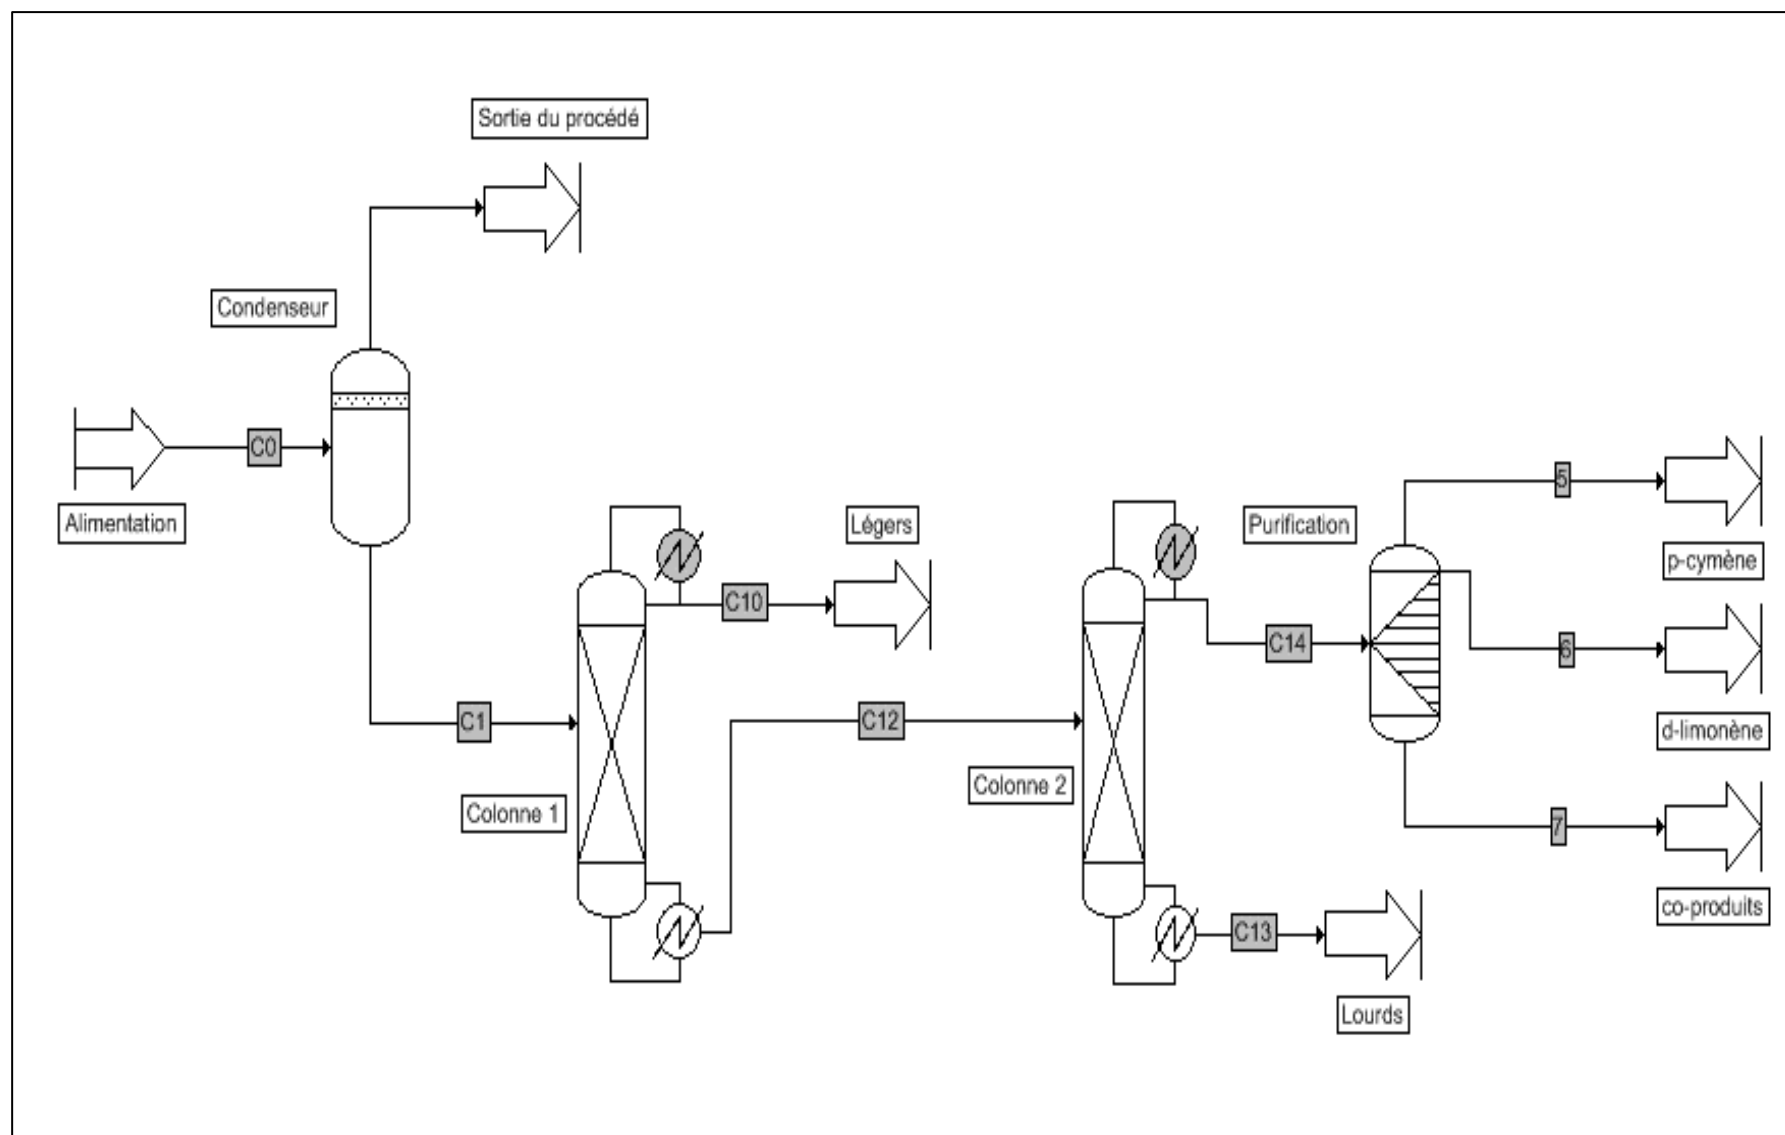 Sortie du procédé
Condenseur
C0
Alimentation
Légers
Purification
5
p-cymène
C10
C14
6
C1
C12
d-limonène
Colonne 2
Colonne 1
7
co-produits
C13
Lourds